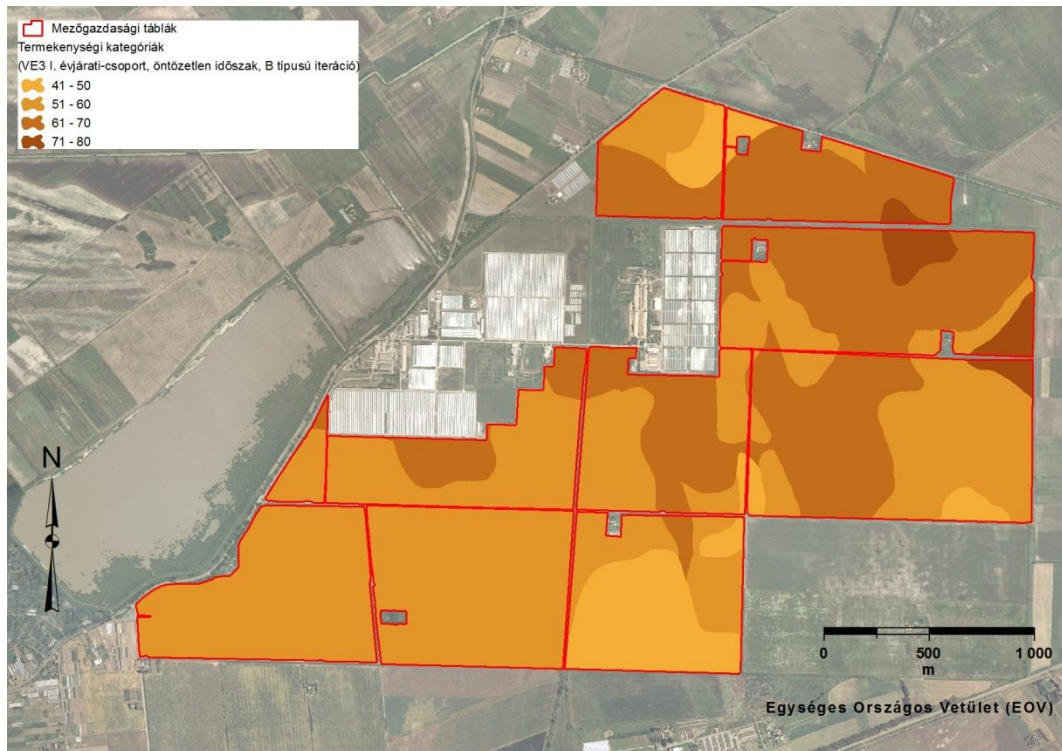 Mezőgazdasági táblák
Termekenységi kategóriák
(VE3 I. évjárati-csoport, öntözetlen időszak, B típusú iteráció)
41 - 50
51 - 60
61 - 70
71 - 80
N
0 500 1 000
m
Egységes Országos Vetület (EOV)